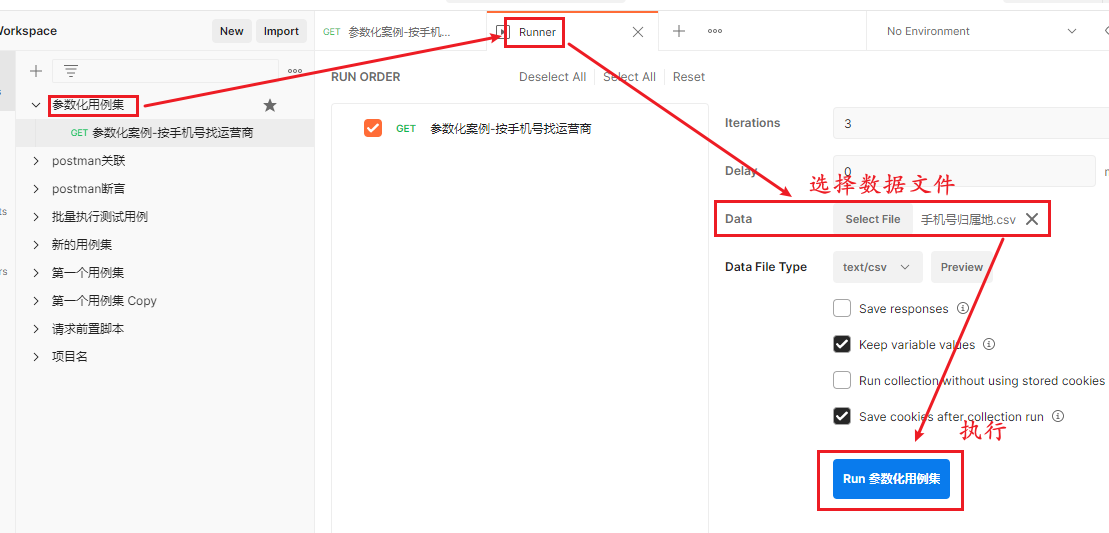 Workspace
New
Import
GET 参数化案例-按手机...
Runner
No Environment
RUN ORDER
Deselect All
Select All
Reset
参数化用例集
GET 参数化案例-按手机号找运营商
postman关联
postman断言
批量执行测试用例
新的用例集
第一个用例集
第一个用例集 Copy
请求前置脚本
项目名
GET 参数化案例-按手机号找运营商
Iterations
3
Delay
0
选择数据文件
Data
Select File
手机号归属地.csv
Data File Type
text/csv
Preview
Save responses
Keep variable values
Run collection without using stored cookies
Save cookies after collection run
执行
Run 参数化用例集